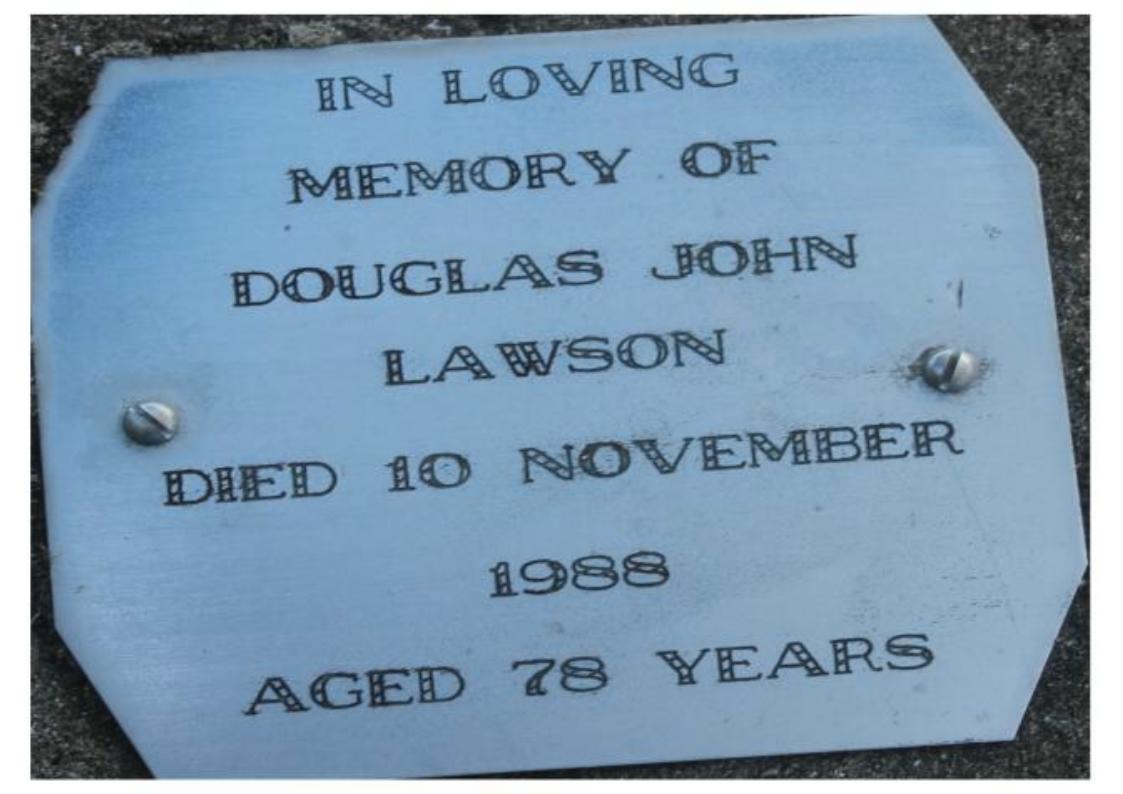 IN LOVING
MEMORY OF
DOUGLAS JOHN
LAWSON
DIED 10 NOVEMBER
1988
AGED 78 YEARS